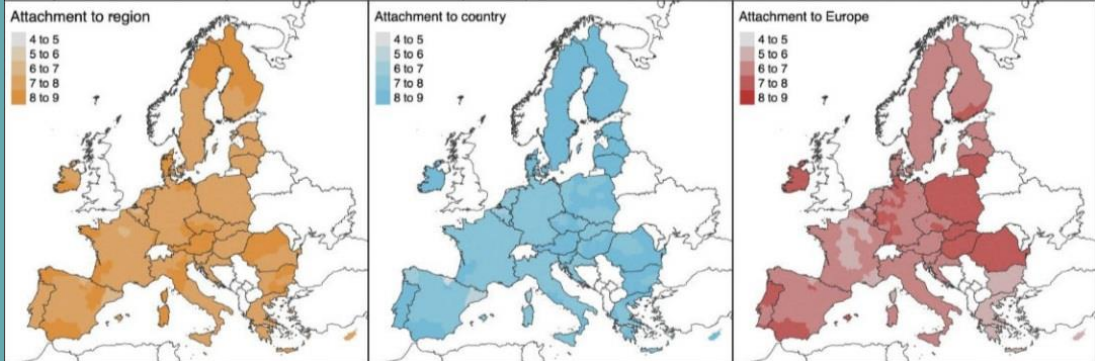 Attachment to region
4 to 5
5 to 6
6 to 7
7 to 8
8 to 9
Attachment to country
4 to 5
5 to 6
6 to 7
7 to 8
8 to 9
Attachment to Europe
4 to 5
5 to 6
6 to 7
7 to 8
8 to 9